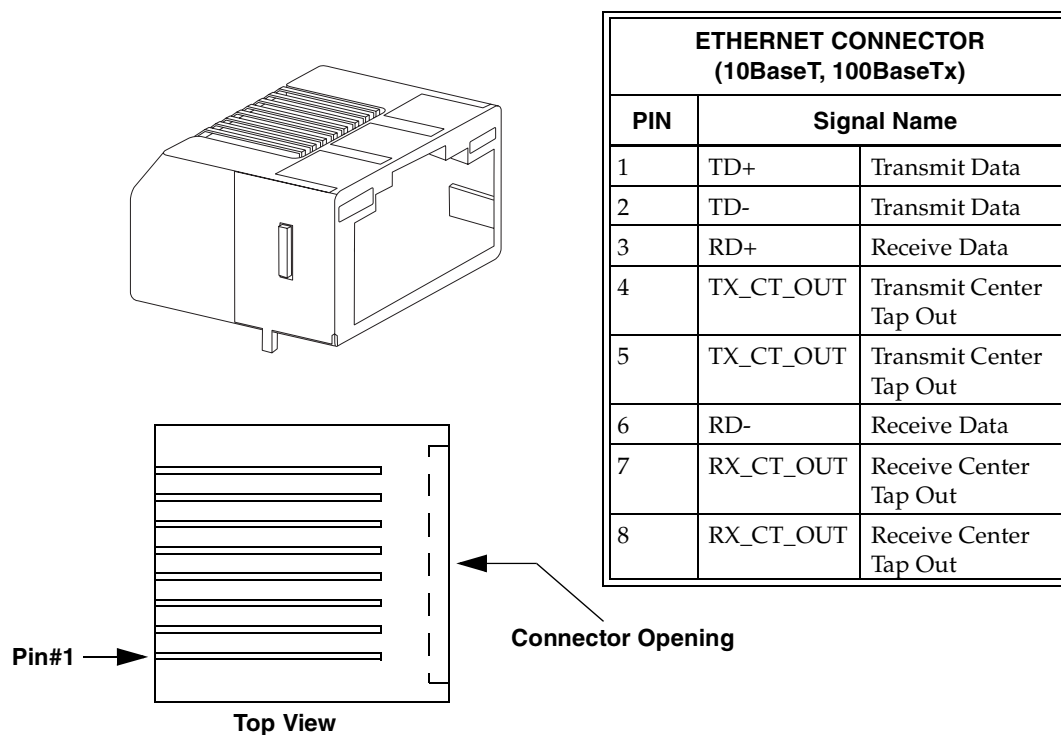 ETHERNET CONNECTOR
(10BaseT, 100BaseTx)
PIN Signal Name
1 TD+ Transmit Data
2 TD- Transmit Data
3 RD+ Receive Data
4 TX_CT_OUT Transmit Center
Tap Out
5 TX_CT_OUT Transmit Center
Tap Out
6 RD- Receive Data
7 RX_CT_OUT Receive Center
Tap Out
8 RX_CT_OUT Receive Center
Tap Out
Connector Opening
Pin#1
Top View